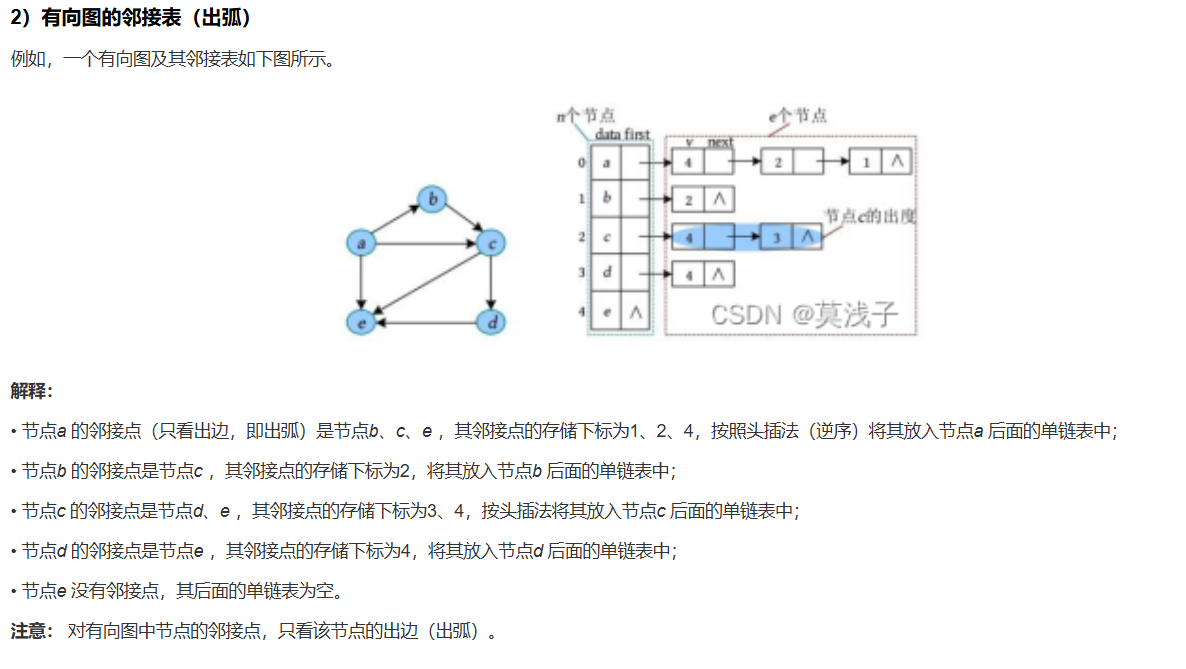 2）有向图的邻接表（出弧）
例如，一个有向图及其邻接表如下图所示。
n个节点
e个节点
data first
v next
0 a 4 2 1 ∧
1 b 2 ∧
节点c的出度
2 c 4 3 ∧
3 d 4 ∧
4 e ∧
b
a c
e d
CSDN @莫浅子
解释：
• 节点a 的邻接点（只看出边，即出弧）是节点b、c、e ，其邻接点的存储下标为1、2、4，按照头插法（逆序）将其放入节点a 后面的单链表中；
• 节点b 的邻接点是节点c ，其邻接点的存储下标为2，将其放入节点b 后面的单链表中；
• 节点c 的邻接点是节点d、e ，其邻接点的存储下标为3、4，按头插法将其放入节点c 后面的单链表中；
• 节点d 的邻接点是节点e ，其邻接点的存储下标为4，将其放入节点d 后面的单链表中；
• 节点e 没有邻接点，其后面的单链表为空。
注意： 对有向图中节点的邻接点，只看该节点的出边（出弧）。